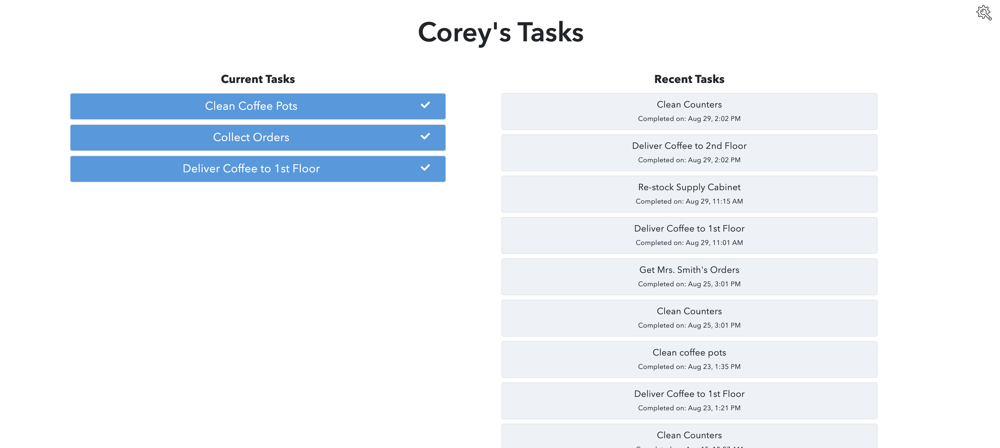 Corey's Tasks
Current Tasks
Clean Coffee Pots
Collect Orders
Deliver Coffee to 1st Floor
Recent Tasks
Clean Counters
Completed on: Aug 29, 2:02 PM
Deliver Coffee to 2nd Floor
Completed on: Aug 29, 2:02 PM
Re-stock Supply Cabinet
Completed on: Aug 29, 11:15 AM
Deliver Coffee to 1st Floor
Completed on: Aug 29, 11:01 AM
Get Mrs. Smith's Orders
Completed on: Aug 25, 3:01 PM
Clean Counters
Completed on: Aug 25, 3:01 PM
Clean coffee pots
Completed on: Aug 23, 1:35 PM
Deliver Coffee to 1st Floor
Completed on: Aug 23, 1:21 PM
Clean Counters